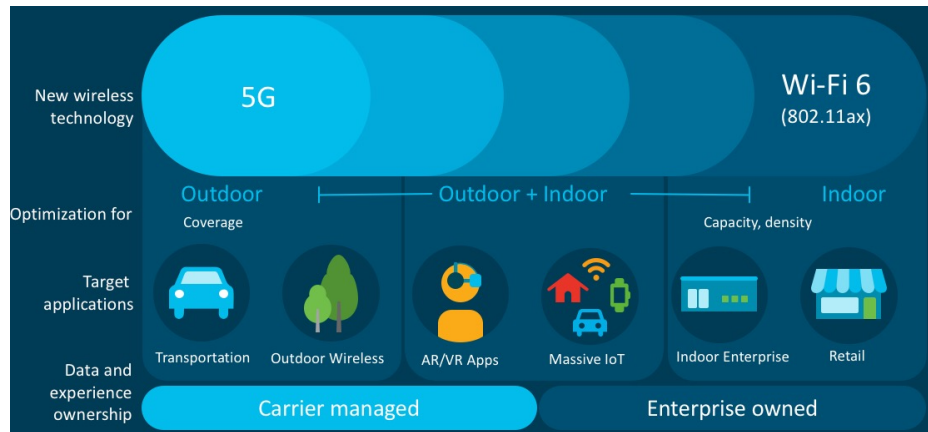 New wireless
technology
5G
Wi-Fi 6
(802.11ax)
Optimization for
Outdoor
Outdoor + Indoor
Indoor
Coverage
Capacity, density
Target
applications
Transportation
Outdoor Wireless
AR/VR Apps
Massive IoT
Indoor Enterprise
Retail
Data and
experience
ownership
Carrier managed
Enterprise owned